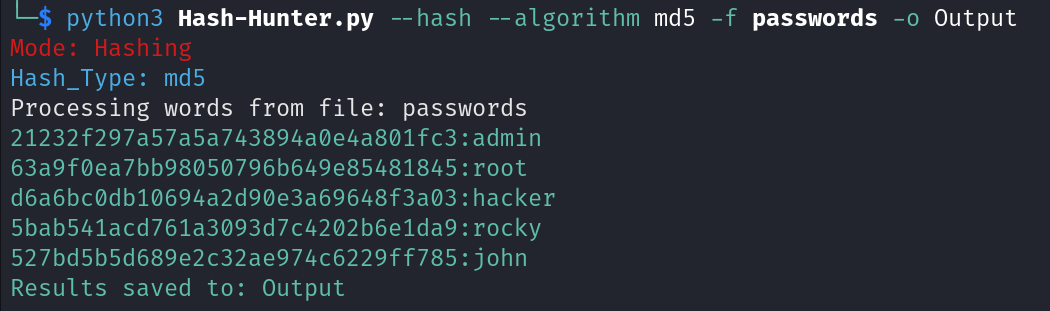 └─$ python3 Hash-Hunter.py --hash --algorithm md5 -f passwords -o Output
Mode: Hashing
Hash_Type: md5
Processing words from file: passwords
21232f297a57a5a743894a0e4a801fc3:admin
63a9f0ea7bb98050796b649e85481845:root
d6a6bc0db10694a2d90e3a69648f3a03:hacker
5bab541acd761a3093d7c4202b6e1da9:rocky
527bd5b5d689e2c32ae974c6229ff785:john
Results saved to: Output